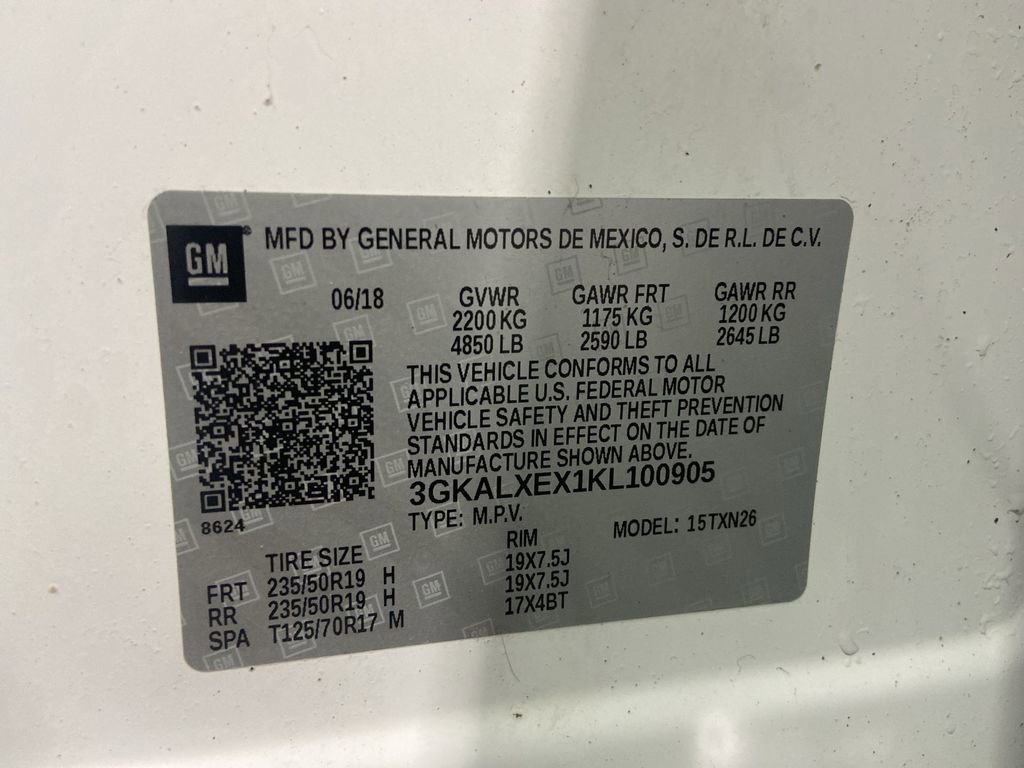 GM MFD BY GENERAL MOTORS DE MEXICO, S. DE R.L. DE C.V.
06/18 GVWR GAWR FRT GAWR RR
2200 KG 1175 KG 1200 KG
4850 LB 2590 LB 2645 LB
THIS VEHICLE CONFORMS TO ALL
APPLICABLE U.S. FEDERAL MOTOR
VEHICLE SAFETY AND THEFT PREVENTION
STANDARDS IN EFFECT ON THE DATE OF
MANUFACTURE SHOWN ABOVE.
3GKALXEX1KL100905
8624
TYPE: M.P.V. MODEL: 15TXN26
TIRE SIZE RIM
FRT 235/50R19 H 19X7.5J
RR 235/50R19 H 19X7.5J
SPA T125/70R17 M 17X4BT